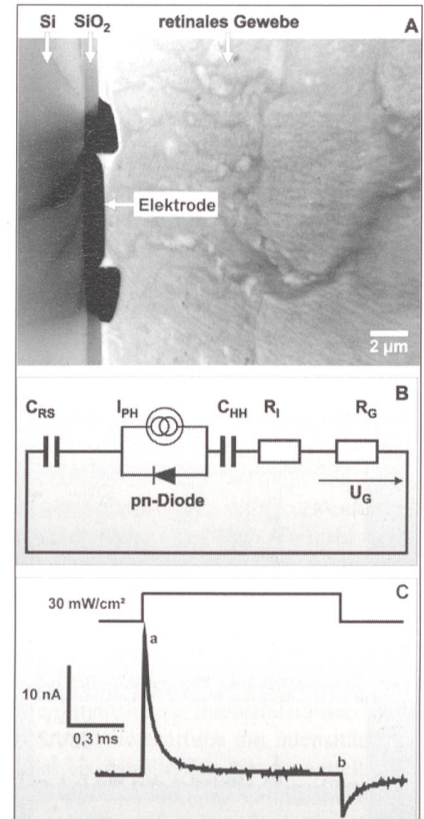 Si SiO₂ retinales Gewebe A
Elektrode
2 µm
B
C_RS I_PH C_HH R_I R_G
pn-Diode U_G
C
30 mW/cm²
a
10 nA
0,3 ms
b